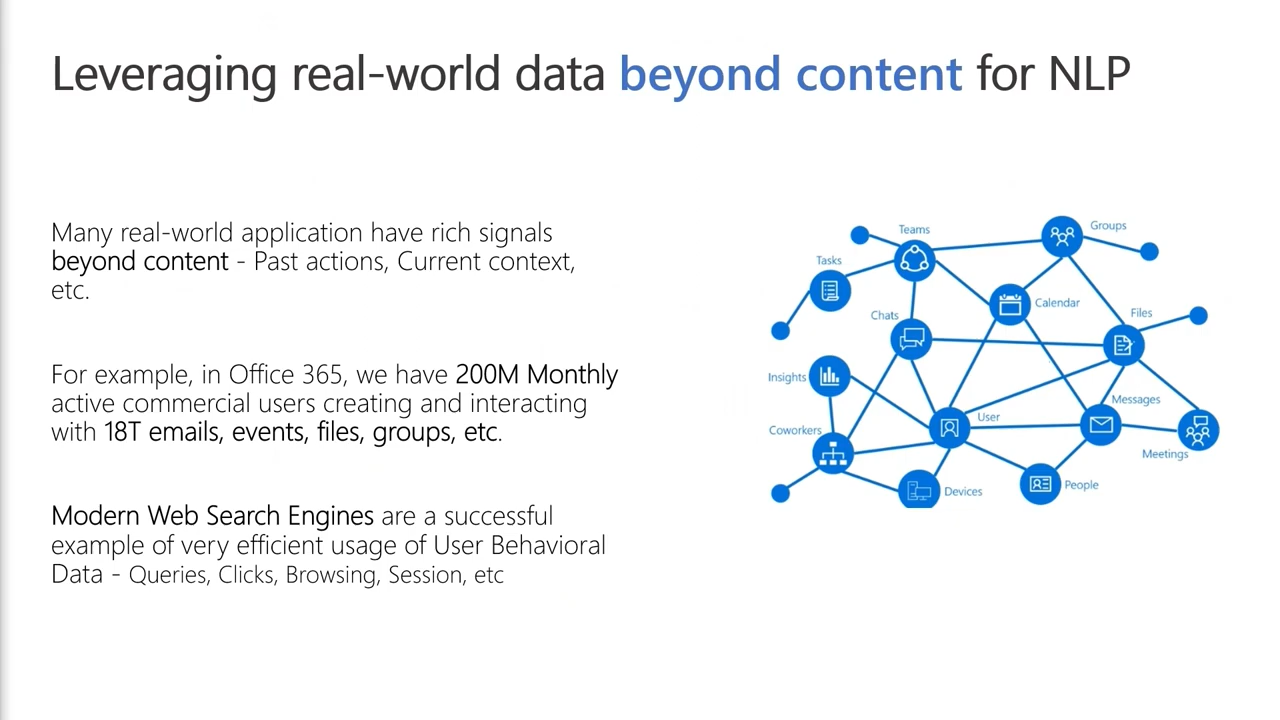 Leveraging real-world data beyond content for NLP
Many real-world application have rich signals
beyond content - Past actions, Current context,
etc.
For example, in Office 365, we have 200M Monthly
active commercial users creating and interacting
with 18T emails, events, files, groups, etc.
Modern Web Search Engines are a successful
example of very efficient usage of User Behavioral
Data - Queries, Clicks, Browsing, Session, etc
Groups
Teams
Tasks
Calendar
Chats
Files
Insights
Messages
User
Coworkers
Meetings
Devices
People